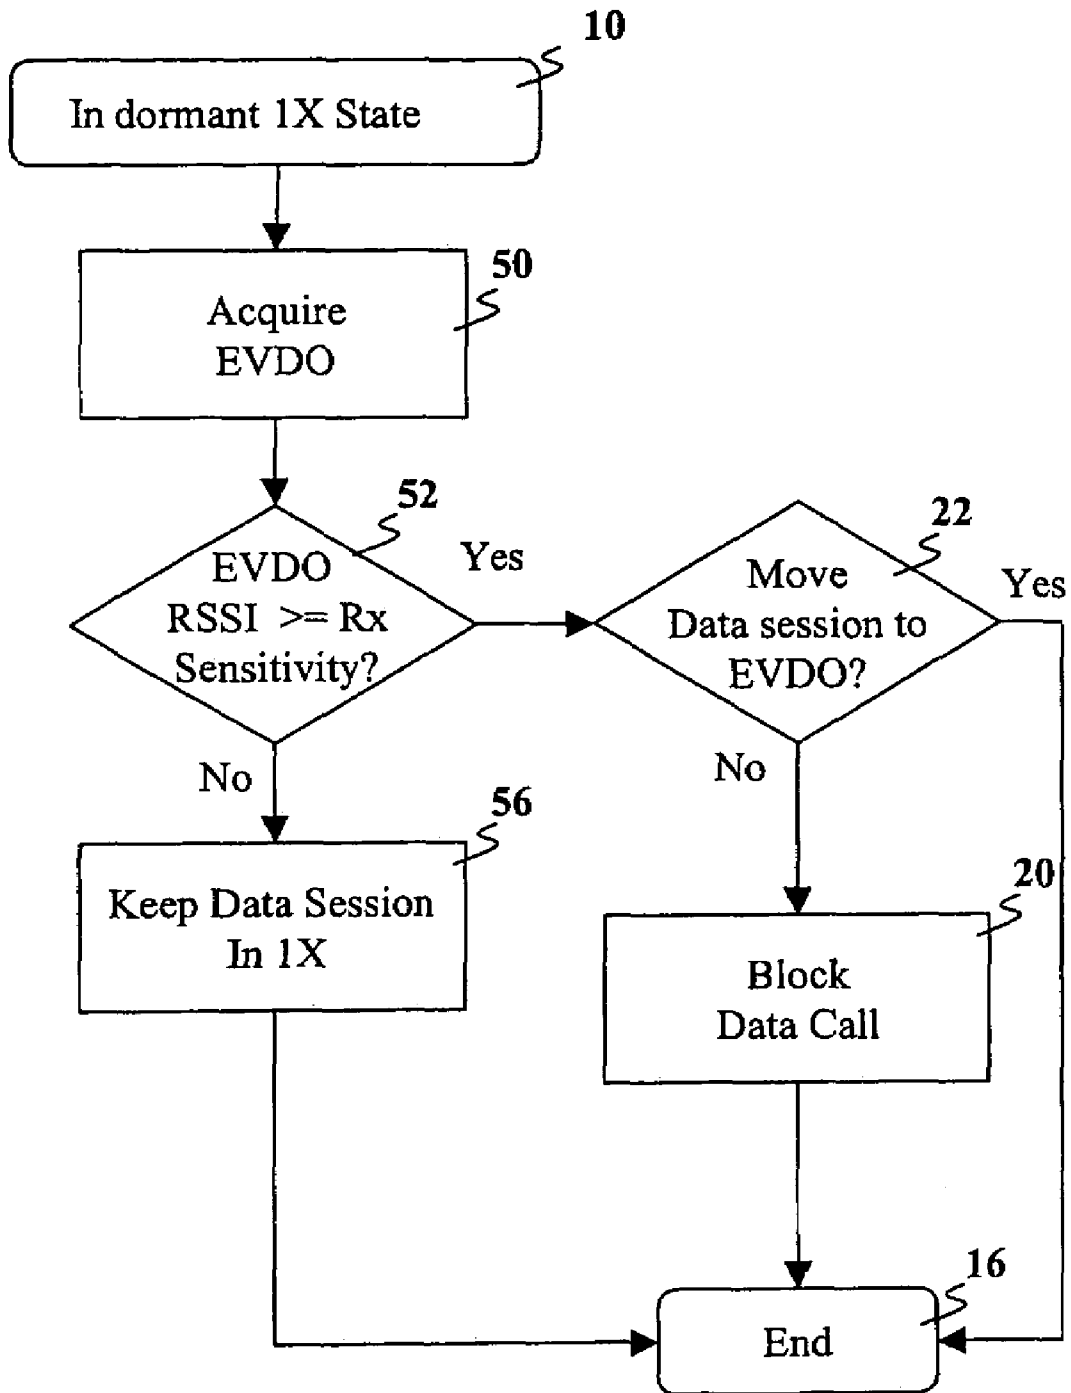 10
In dormant 1X State
50
Acquire
EVDO
52
EVDO
RSSI >= Rx
Sensitivity?
Yes
22
Move
Data session to
EVDO?
Yes
No
No
56
Keep Data Session
In 1X
20
Block
Data Call
16
End